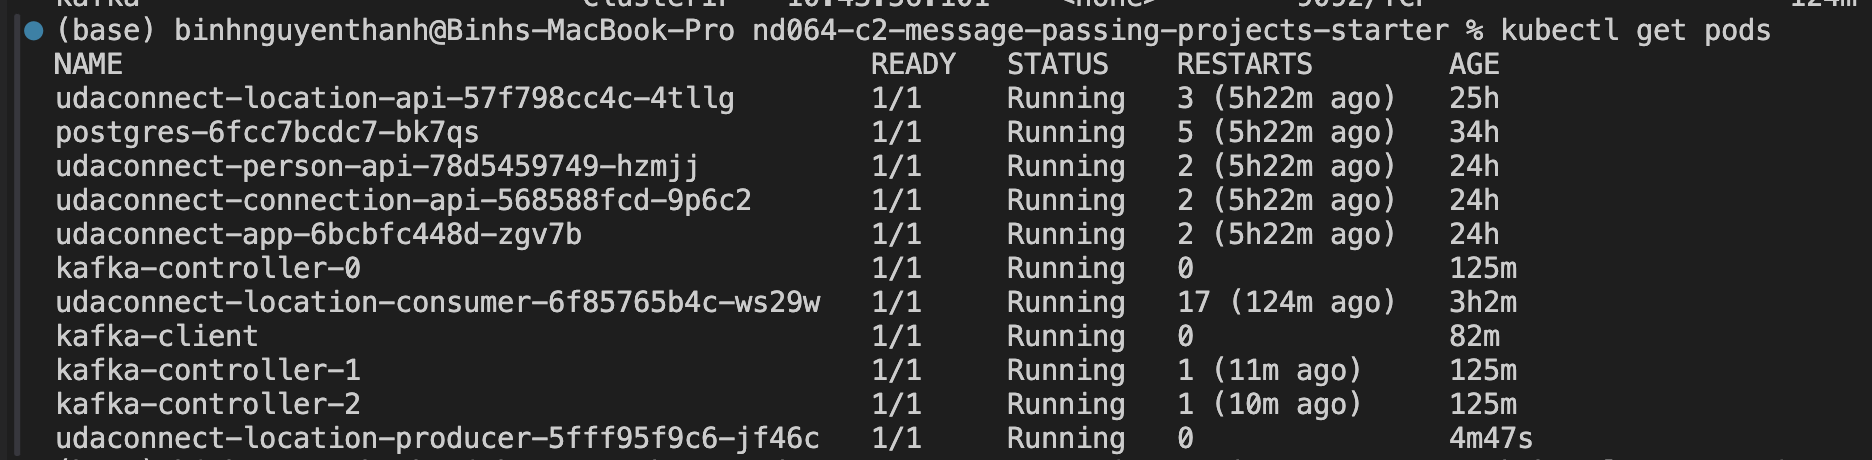 kafka ClusterIP 10.43.56.101 <none> 9092/TCP 124m
(base) binhnguyenthanh@Binhs-MacBook-Pro nd064-c2-message-passing-projects-starter % kubectl get pods
NAME READY STATUS RESTARTS AGE
udaconnect-location-api-57f798cc4c-4tllg 1/1 Running 3 (5h22m ago) 25h
postgres-6fcc7bcdc7-bk7qs 1/1 Running 5 (5h22m ago) 34h
udaconnect-person-api-78d5459749-hzmjj 1/1 Running 2 (5h22m ago) 24h
udaconnect-connection-api-568588fcd-9p6c2 1/1 Running 2 (5h22m ago) 24h
udaconnect-app-6bcbfc448d-zgv7b 1/1 Running 2 (5h22m ago) 24h
kafka-controller-0 1/1 Running 0 125m
udaconnect-location-consumer-6f85765b4c-ws29w 1/1 Running 17 (124m ago) 3h2m
kafka-client 1/1 Running 0 82m
kafka-controller-1 1/1 Running 1 (11m ago) 125m
kafka-controller-2 1/1 Running 1 (10m ago) 125m
udaconnect-location-producer-5fff95f9c6-jf46c 1/1 Running 0 4m47s